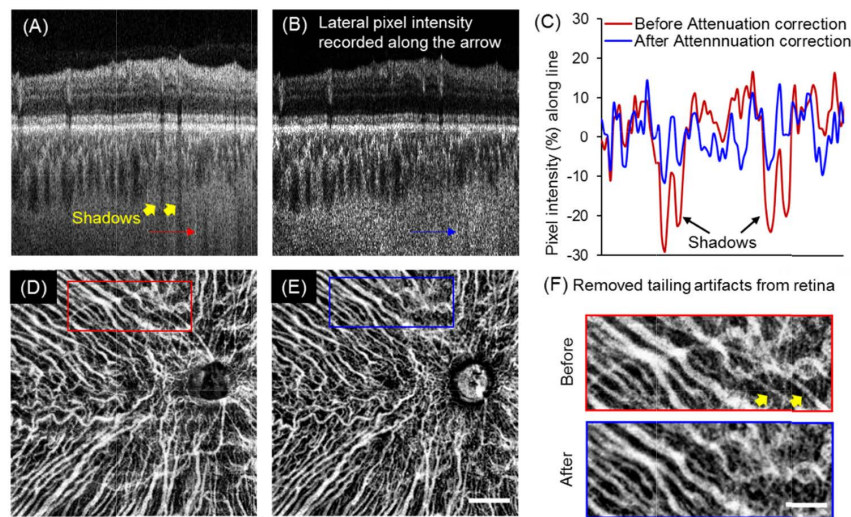 (A)
Shadows
(B)
Lateral pixel intensity
recorded along the arrow
(C)
Before Attenuation correction
After Attennnuation correction
Pixel intensity (%) along line
30
20
10
0
-10
-20
30
Shadows
(D)
(E)
(F) Removed tailing artifacts from retina
Before
After